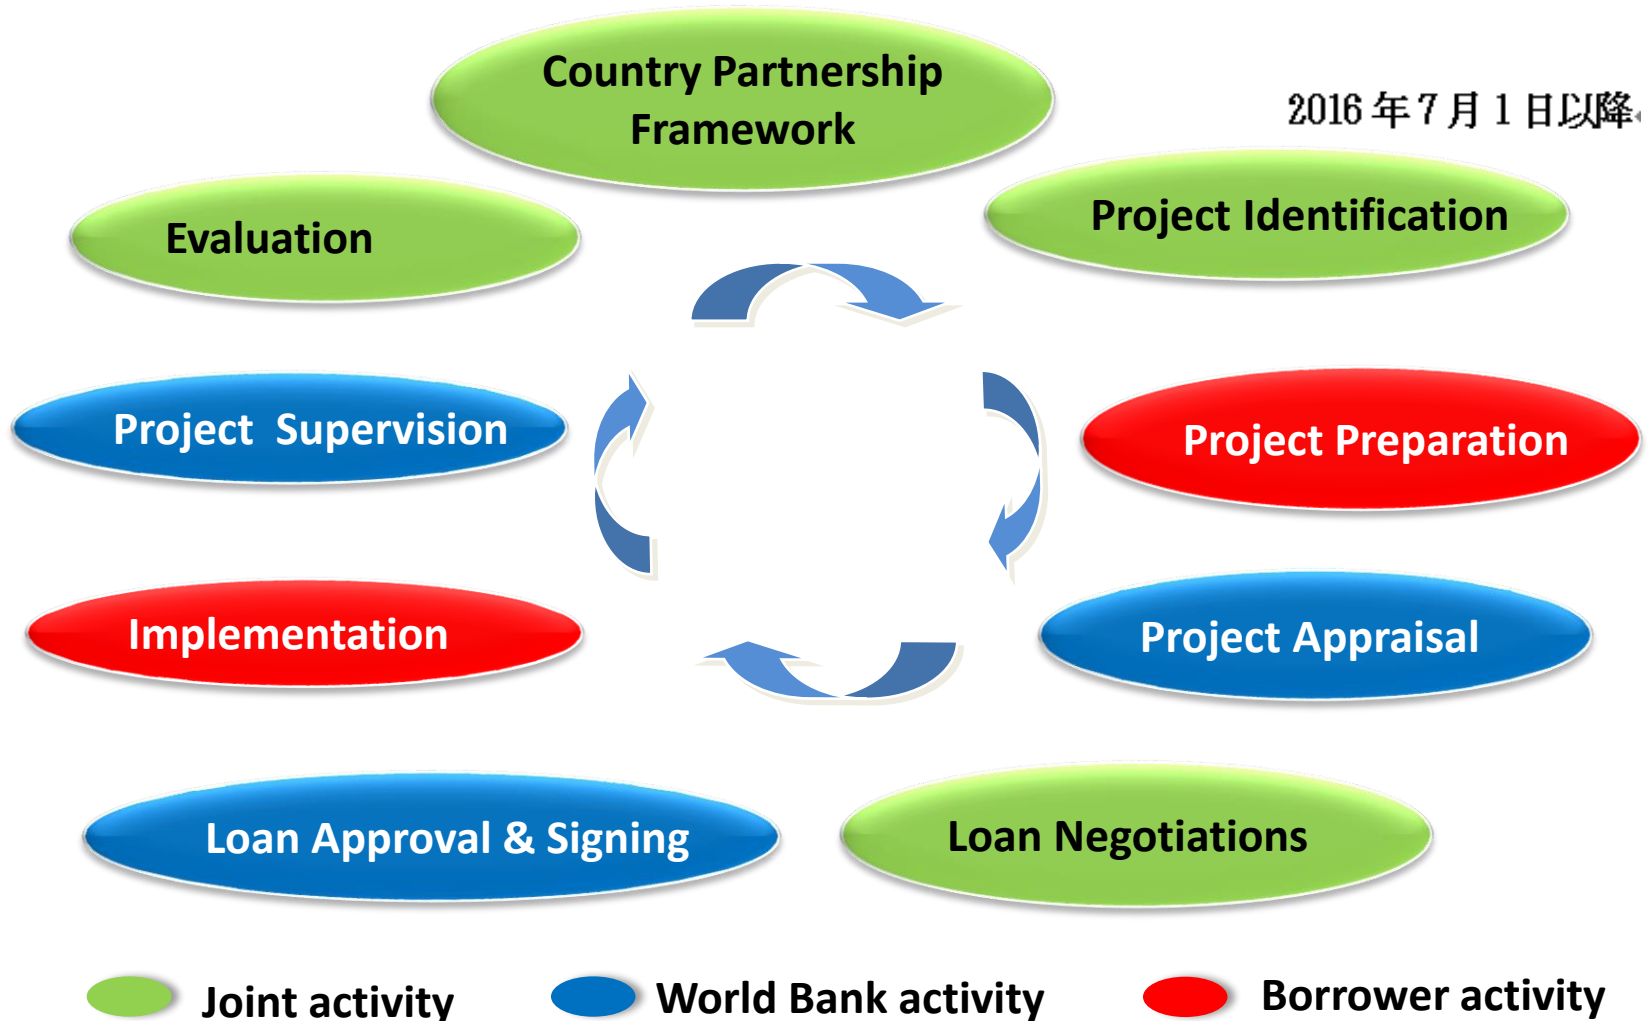 Country Partnership
Framework
2016年7月1日以降
Project Identification
Evaluation
Project Supervision
Project Preparation
Implementation
Project Appraisal
Loan Approval & Signing
Loan Negotiations
Joint activity
World Bank activity
Borrower activity